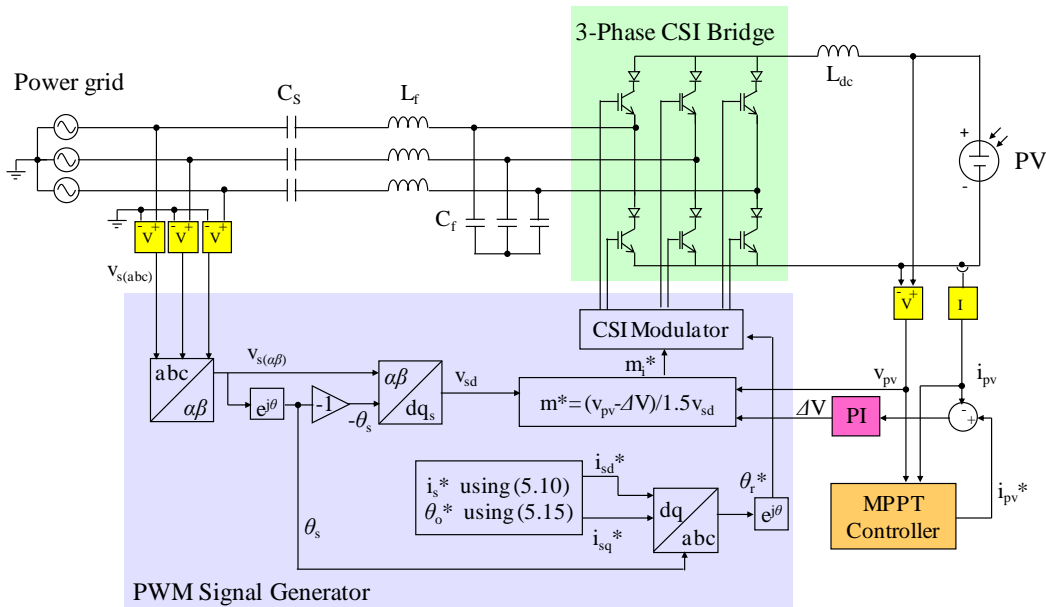 3-Phase CSI Bridge
Power grid
C_S
L_f
L_dc
+
PV
-
C_f
- V +
- V +
- V +
v_s(abc)
- V +
I
CSI Modulator
m_i*
v_pv
i_pv
abc
αβ
v_s(αβ)
e^jθ
-1
-θ_s
αβ
dq_s
v_sd
m*=(v_pv-ΔV)/1.5v_sd
ΔV
PI
-
+
i_s* using (5.10)
θ_o* using (5.15)
i_sd*
i_sq*
dq
abc
θ_r*
e^jθ
MPPT
Controller
i_pv*
θ_s
PWM Signal Generator